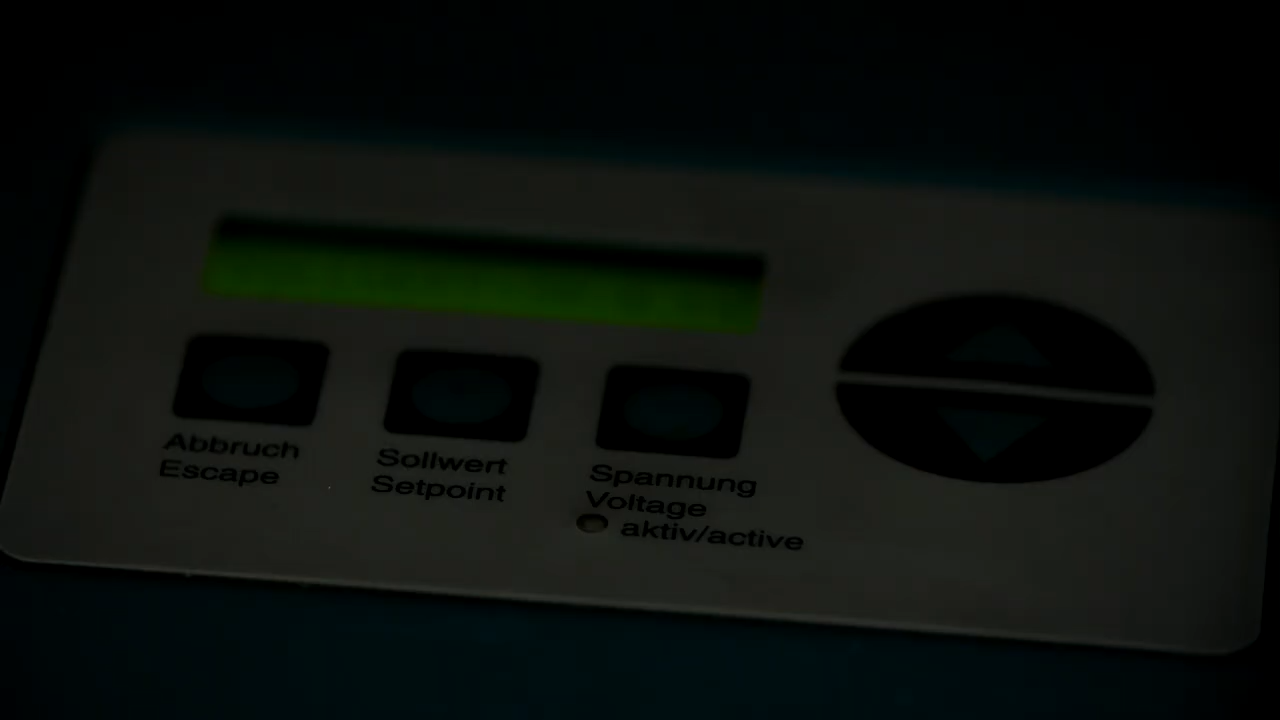 Abbruch
Escape
Sollwert
Setpoint
Spannung
Voltage
aktiv/active